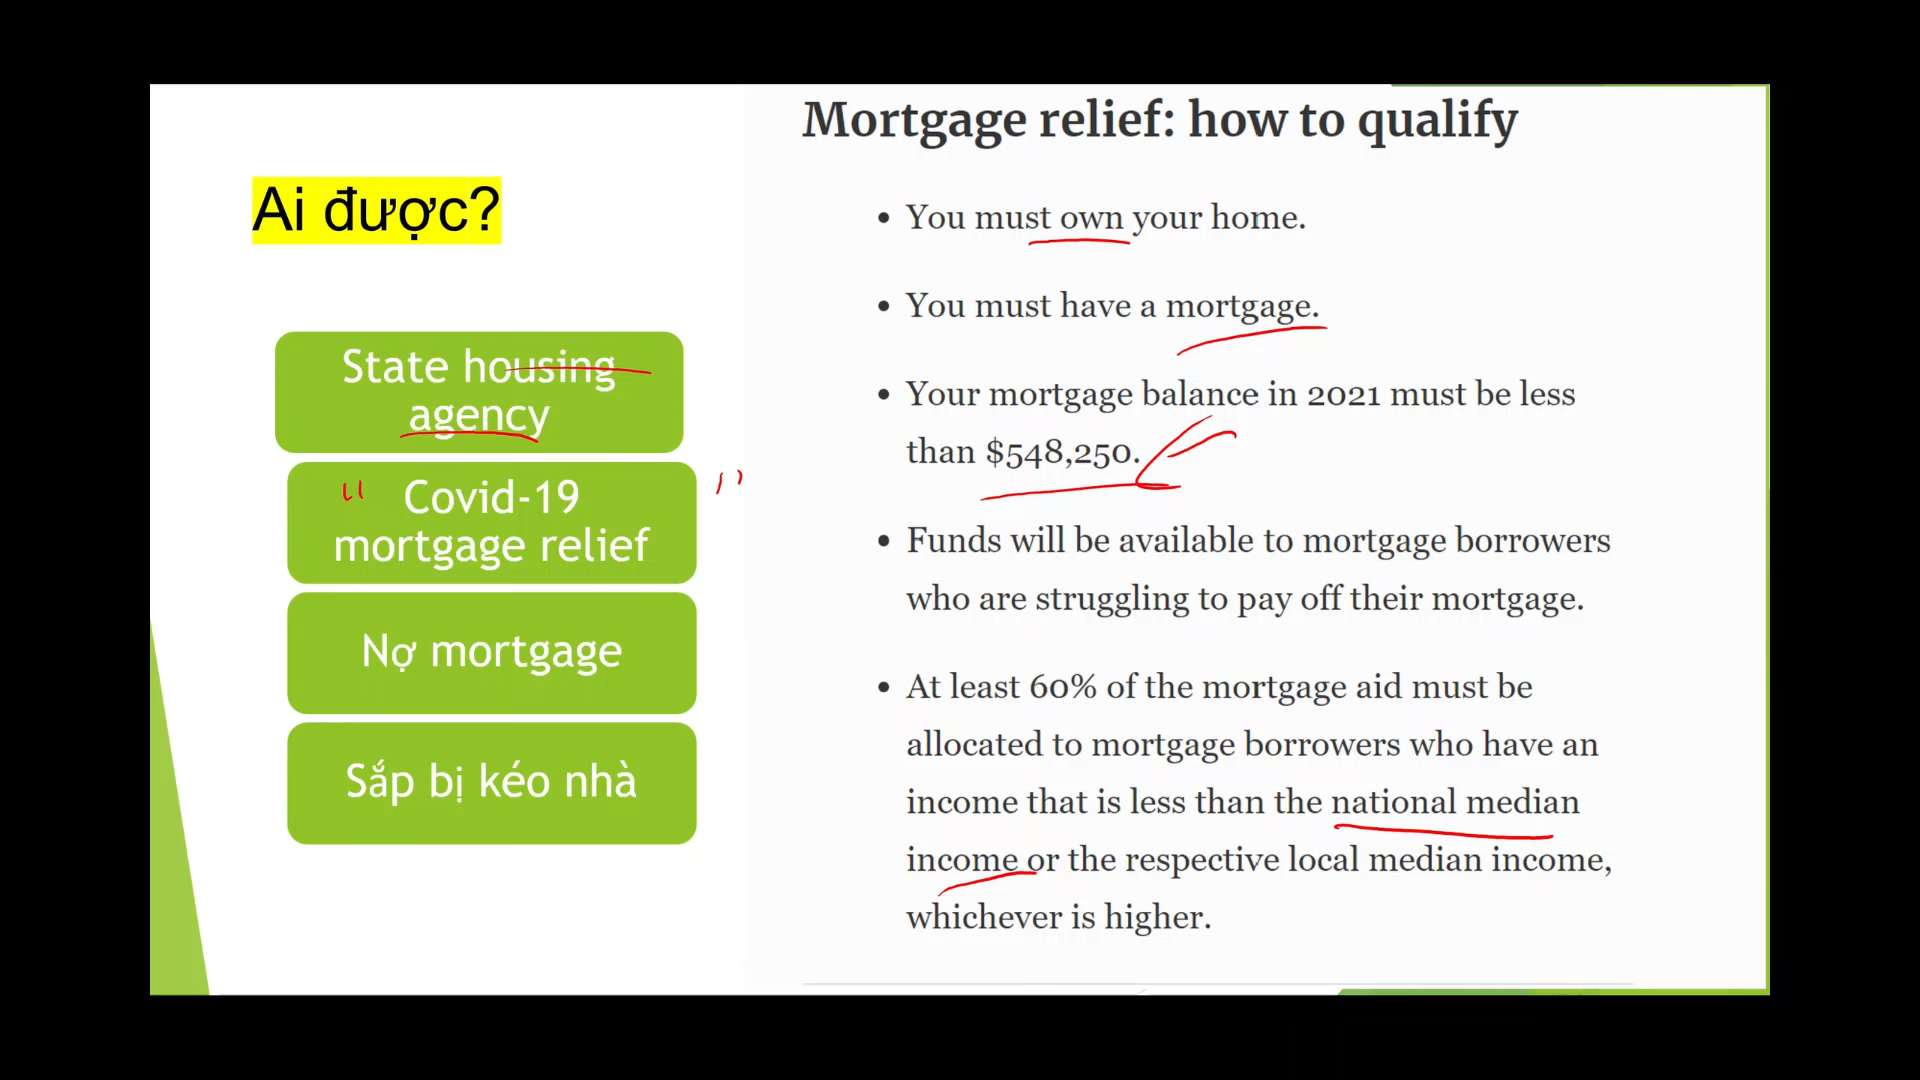 Ai được?
State housing
agency
" Covid-19 "
mortgage relief
Nợ mortgage
Sắp bị kéo nhà
Mortgage relief: how to qualify
• You must own your home.
• You must have a mortgage.
• Your mortgage balance in 2021 must be less
than $548,250.
• Funds will be available to mortgage borrowers
who are struggling to pay off their mortgage.
• At least 60% of the mortgage aid must be
allocated to mortgage borrowers who have an
income that is less than the national median
income or the respective local median income,
whichever is higher.